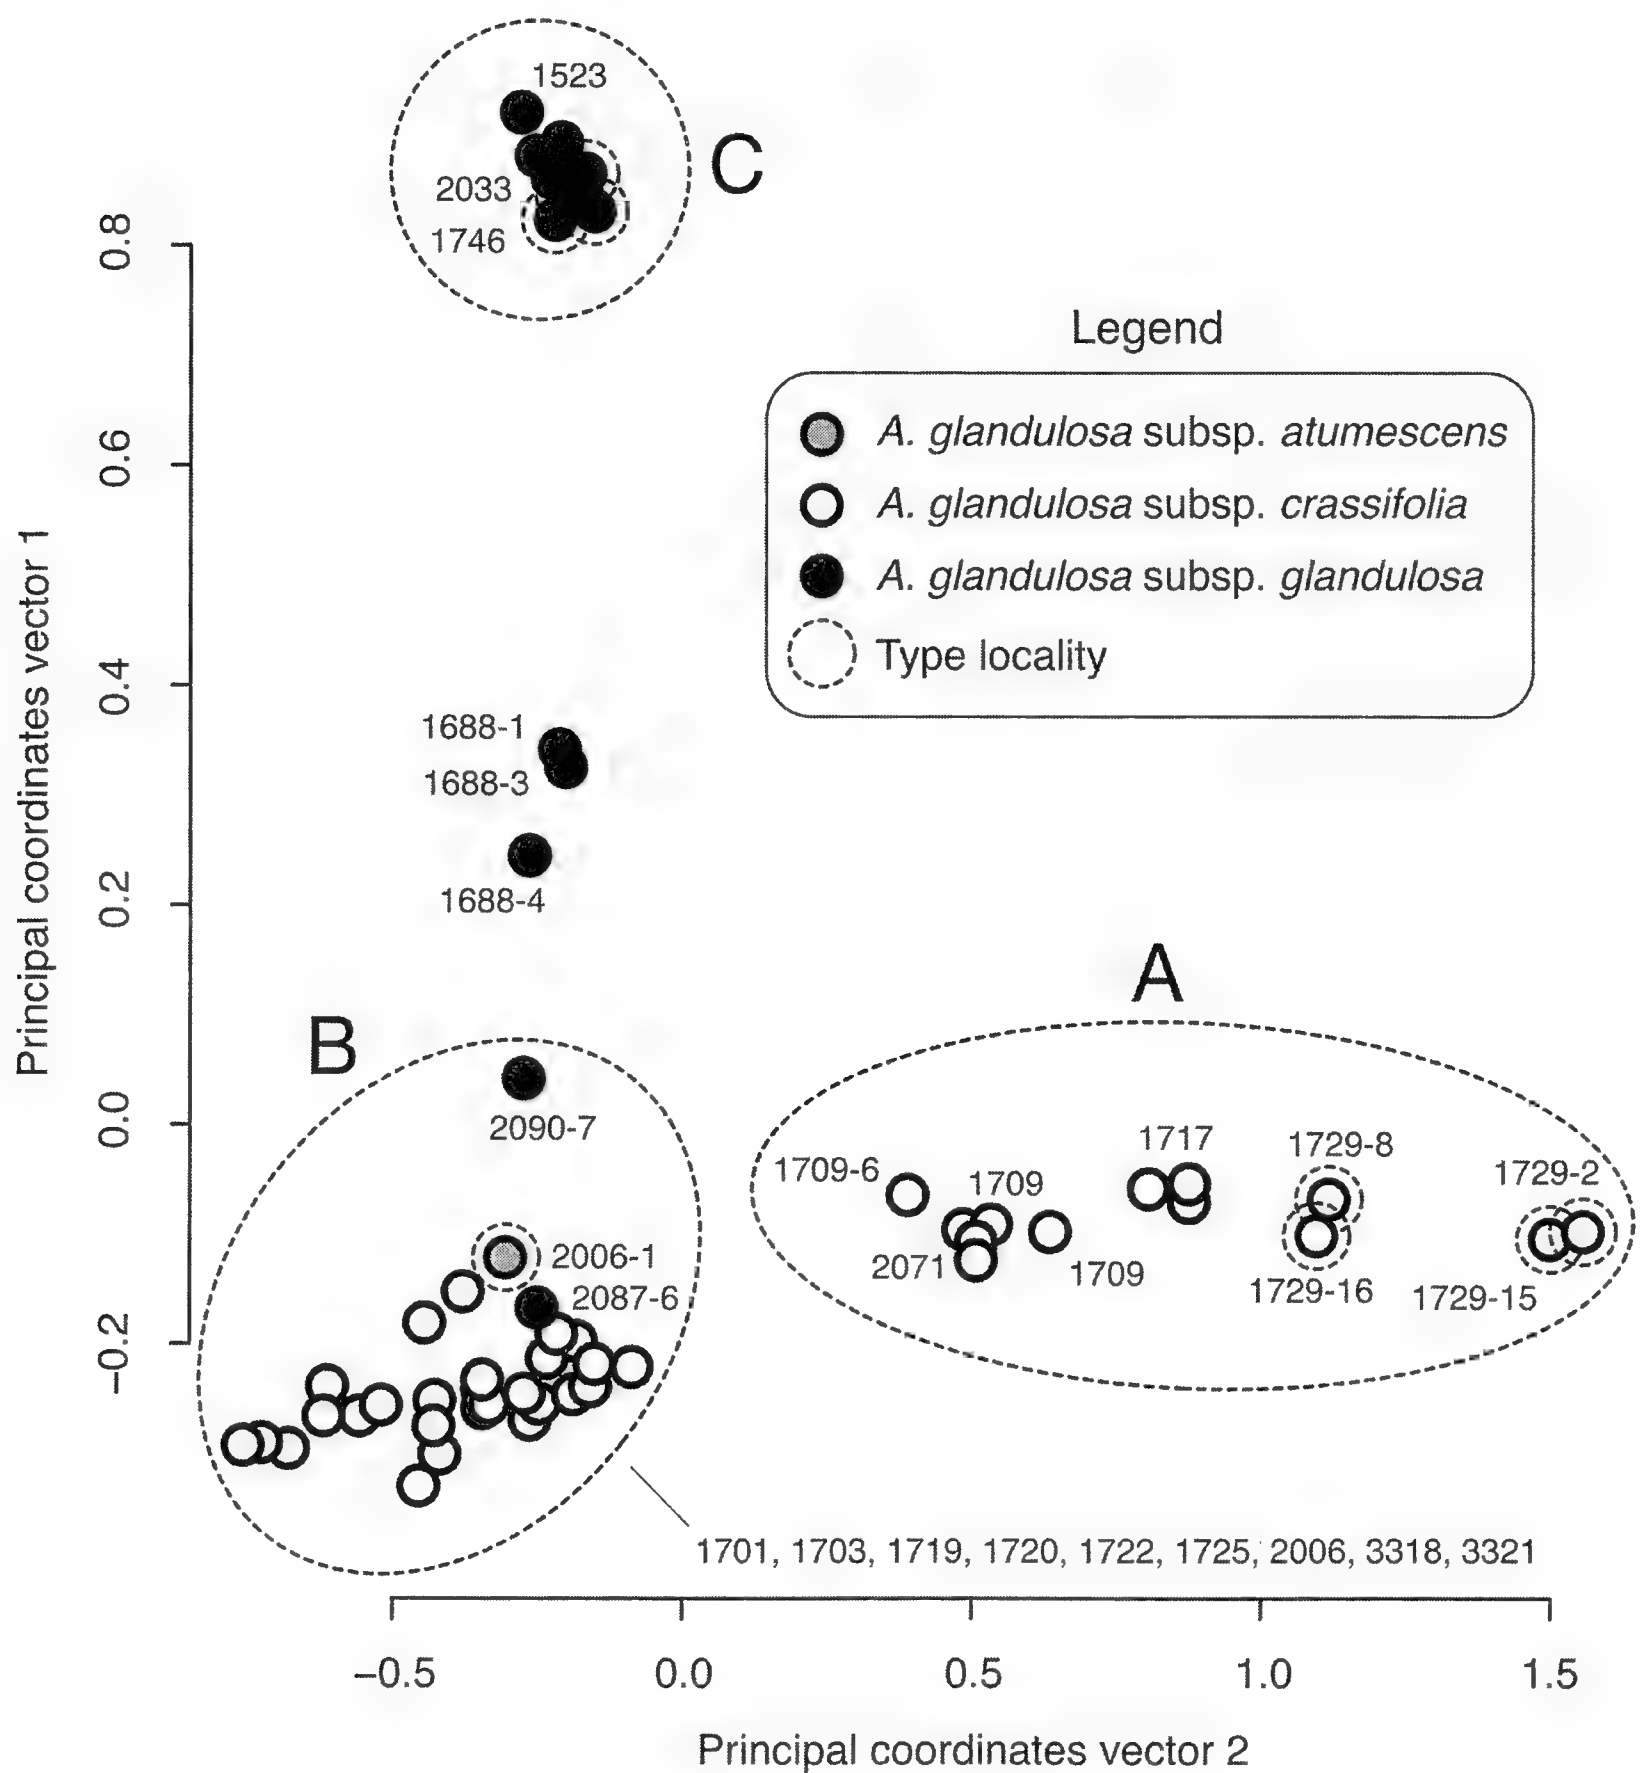 1523
C
2033
1746
0.8
Legend
A. glandulosa subsp. atumescens
A. glandulosa subsp. crassifolia
A. glandulosa subsp. glandulosa
Type locality
0.6
0.4
Principal coordinates vector 1
1688-1
1688-3
1688-4
0.2
A
B
2090-7
0.0
1709-6
1709
1717
1729-8
1729-2
2006-1
2071
1709
1729-16
1729-15
2087-6
−0.2
1701, 1703, 1719, 1720, 1722, 1725, 2006, 3318, 3321
−0.5 0.0 0.5 1.0 1.5
Principal coordinates vector 2